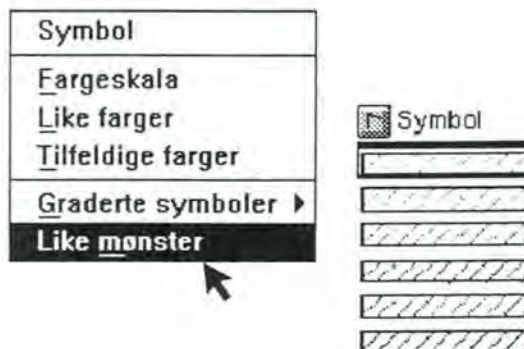 Symbol
Fargeskala
Like farger
Tilfeldige farger
Graderte symboler
Like mønster
Symbol